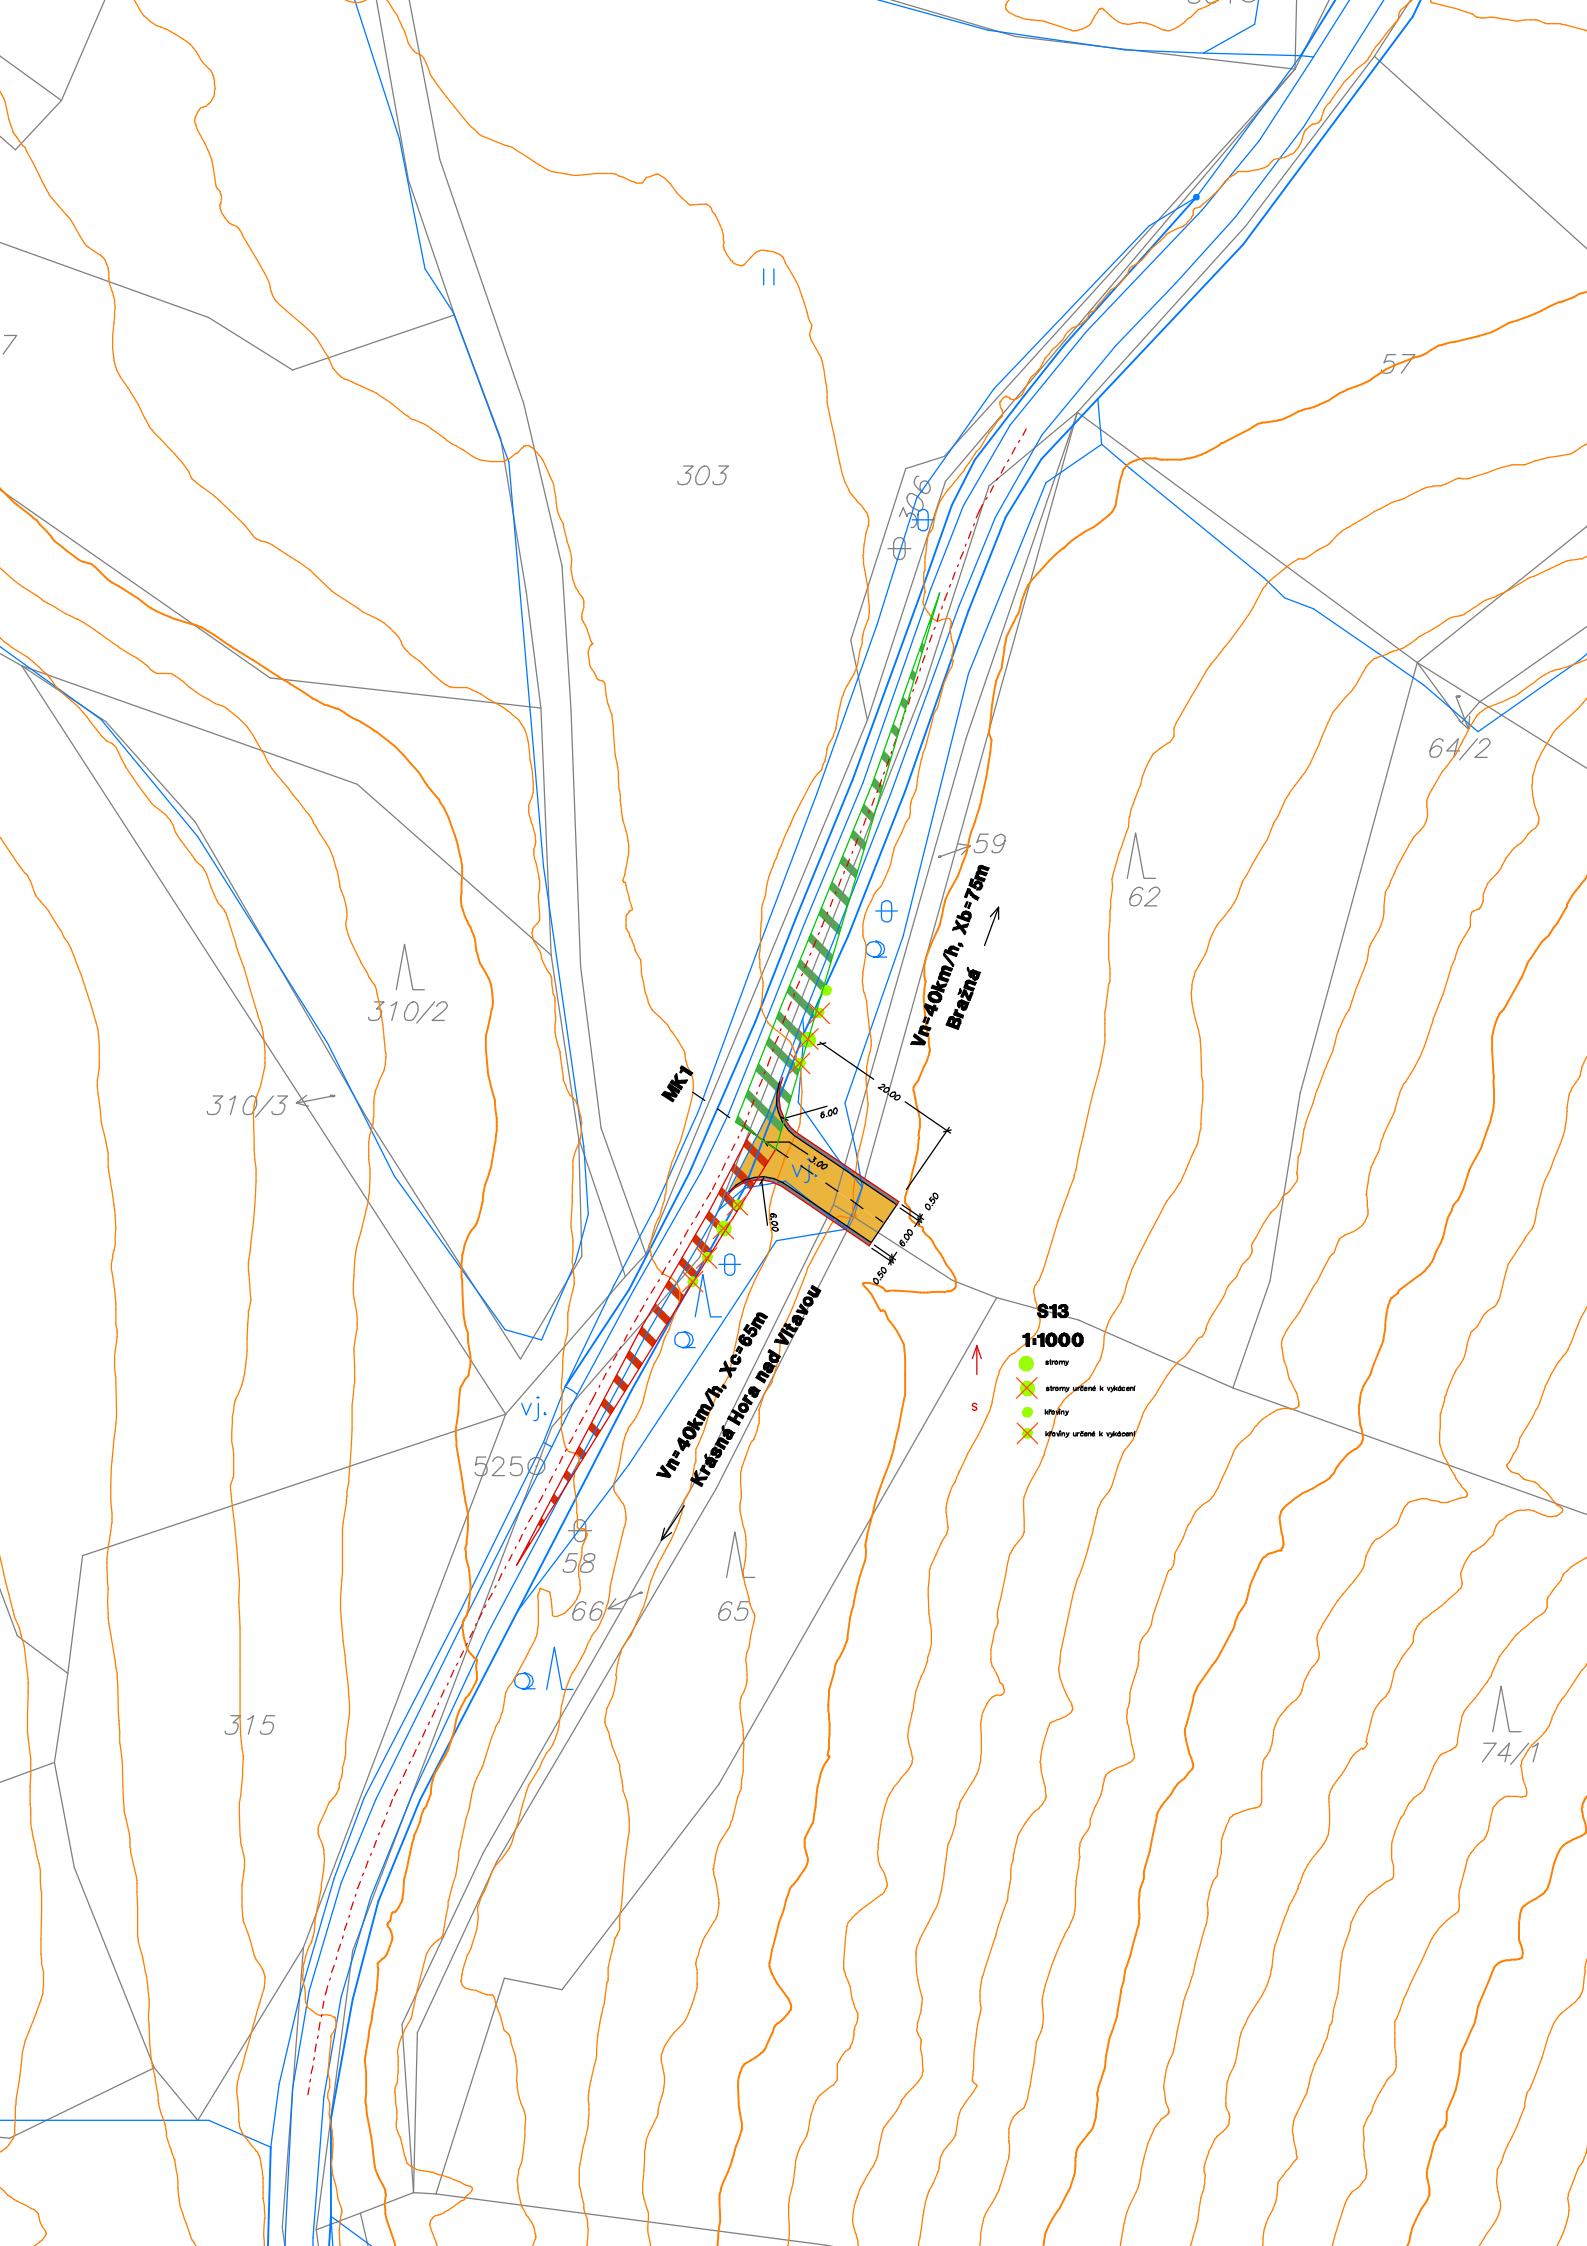 57
303
306
7
64/2
59
62
Vn=40km/h, Xb=75m
Bražná
310/2
310/3
MK1
20.00
6.00
3.00
vj.
6.00
0.50
6.00
0.50
S13
1:1000
stromy
stromy určené k vykácení
křoviny
křoviny určené k vykácení
s
Vn=40km/h, Xc=65m
Krásná Hora nad Vltavou
vj.
525
58
66
65
315
74/1